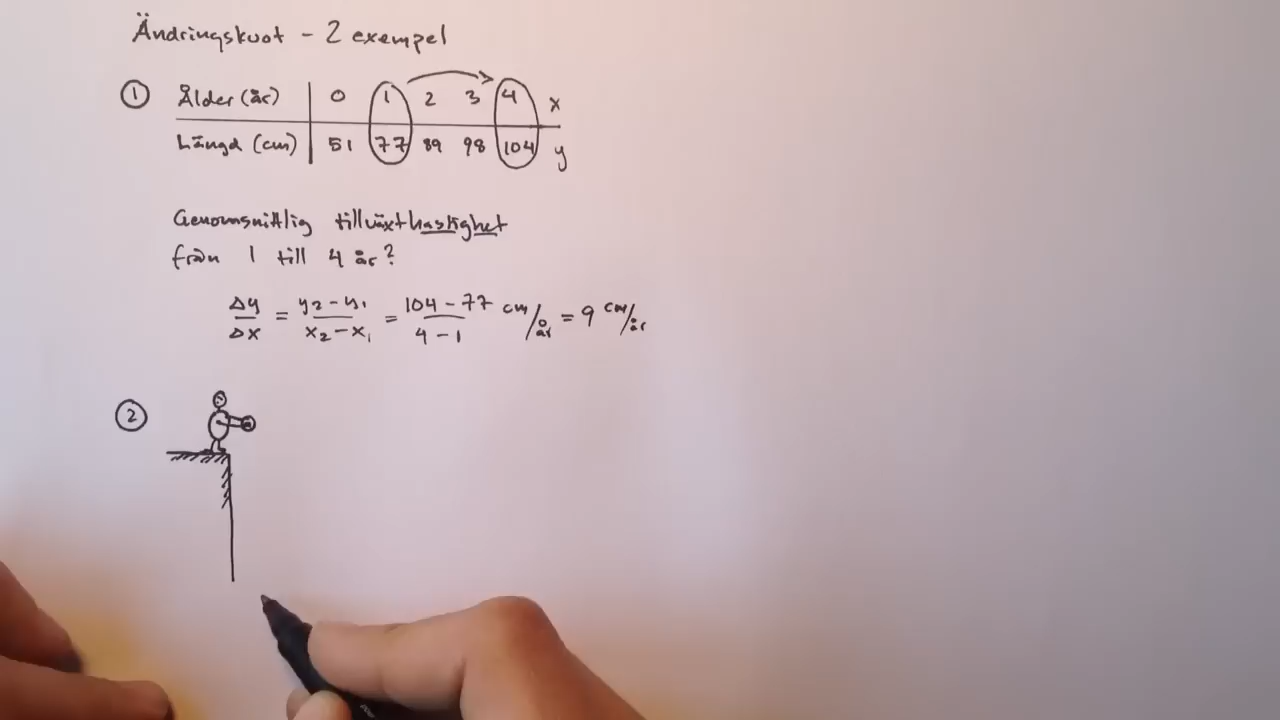 Ändringskvot - 2 exempel
① Ålder (år) | 0 1 2 3 4 x
Längd (cm) | 51 77 89 98 104 y
Genomsnittlig tillväxthastighet
från 1 till 4 år?
Δy/Δx = y₂-y₁/x₂-x₁ = 104-77/4-1 cm/år = 9 cm/år
②